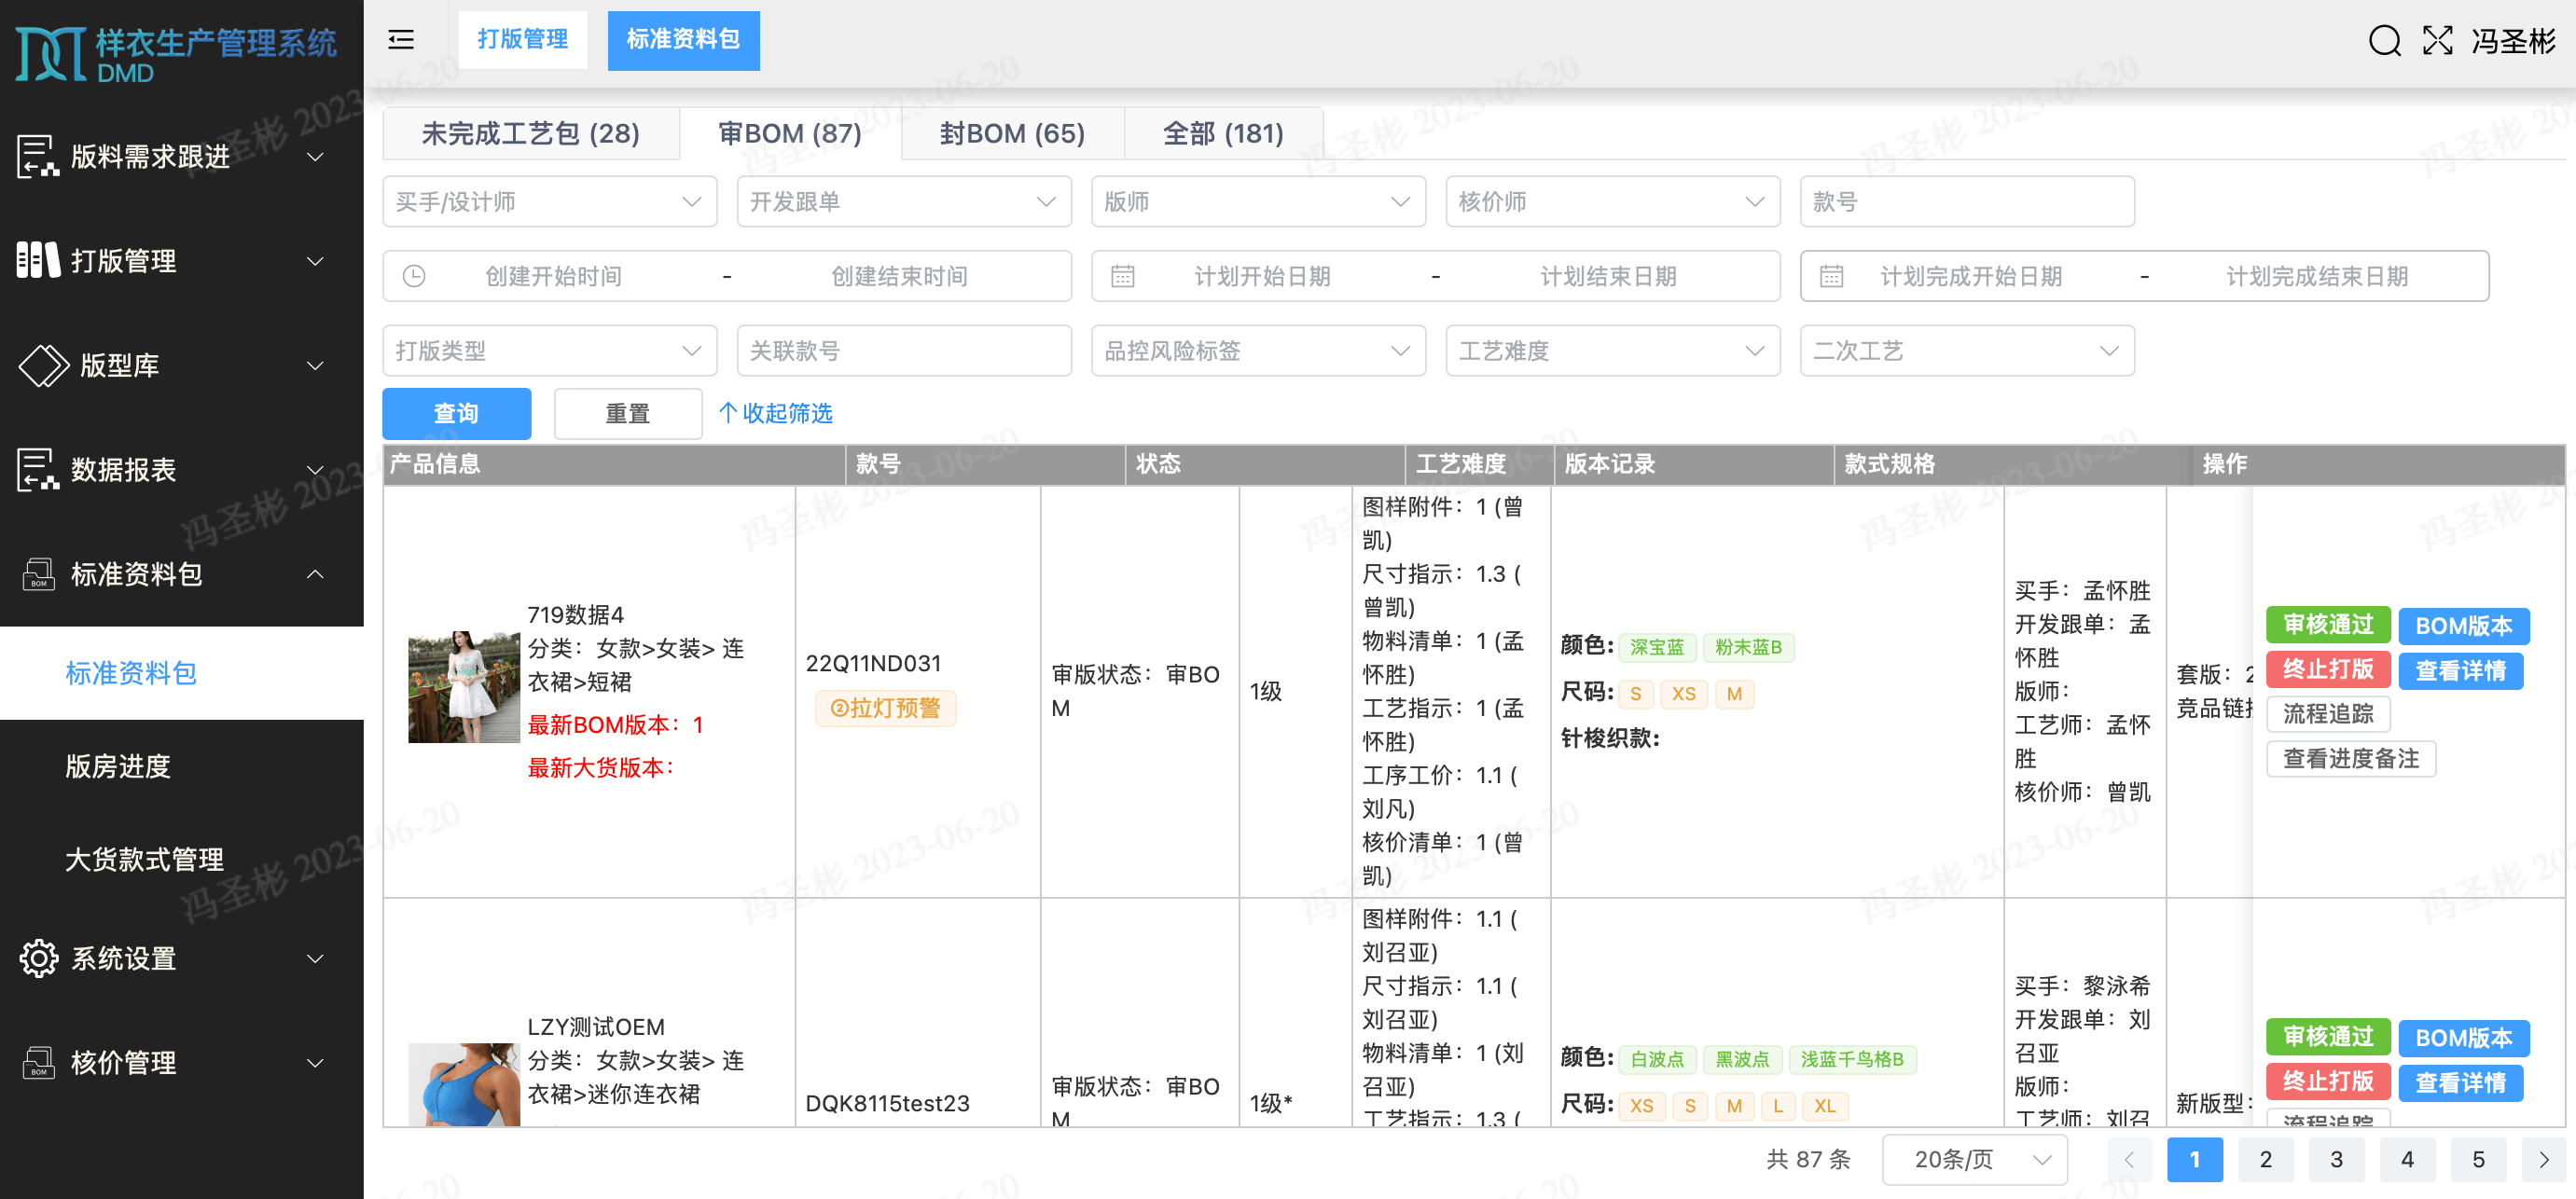 样衣生产管理系统
DMD
版料需求跟进
打版管理
版型库
数据报表
标准资料包
标准资料包
版房进度
大货款式管理
系统设置
核价管理
打版管理
标准资料包
冯圣彬
未完成工艺包 (28)
审BOM (87)
封BOM (65)
全部 (181)
买手/设计师
开发跟单
版师
核价师
款号
创建开始时间 - 创建结束时间
计划开始日期 - 计划结束日期
计划完成开始日期 - 计划完成结束日期
打版类型
关联款号
品控风险标签
工艺难度
二次工艺
查询
重置
收起筛选
产品信息
款号
状态
工艺难度
版本记录
款式规格
操作
719数据4
分类：女款>女装> 连
衣裙>短裙
最新BOM版本：1
最新大货版本：
22Q11ND031
②拉灯预警
审版状态：审BO
M
1级
图样附件：1 (曾
凯)
尺寸指示：1.3 (
曾凯)
物料清单：1 (孟
怀胜)
工艺指示：1 (孟
怀胜)
工序工价：1.1 (
刘凡)
核价清单：1 (曾
凯)
颜色: 深宝蓝 粉末蓝B
尺码: S XS M
针梭织款:
买手：孟怀胜
开发跟单：孟
怀胜
版师：
工艺师：孟怀
胜
核价师：曾凯
套版：2
竞品链接
审核通过 BOM版本
终止打版 查看详情
流程追踪
查看进度备注
LZY测试OEM
分类：女款>女装> 连
衣裙>迷你连衣裙
DQK8115test23
审版状态：审BO
M
1级*
图样附件：1.1 (
刘召亚)
尺寸指示：1.1 (
刘召亚)
物料清单：1 (刘
召亚)
工艺指示：1.3 (
颜色: 白波点 黑波点 浅蓝千鸟格B
尺码: XS S M L XL
买手：黎泳希
开发跟单：刘
召亚
版师：
工艺师：刘召
新版型：
审核通过 BOM版本
终止打版 查看详情
流程追踪
共 87 条
20条/页
1 2 3 4 5
冯圣彬 2023-06-20